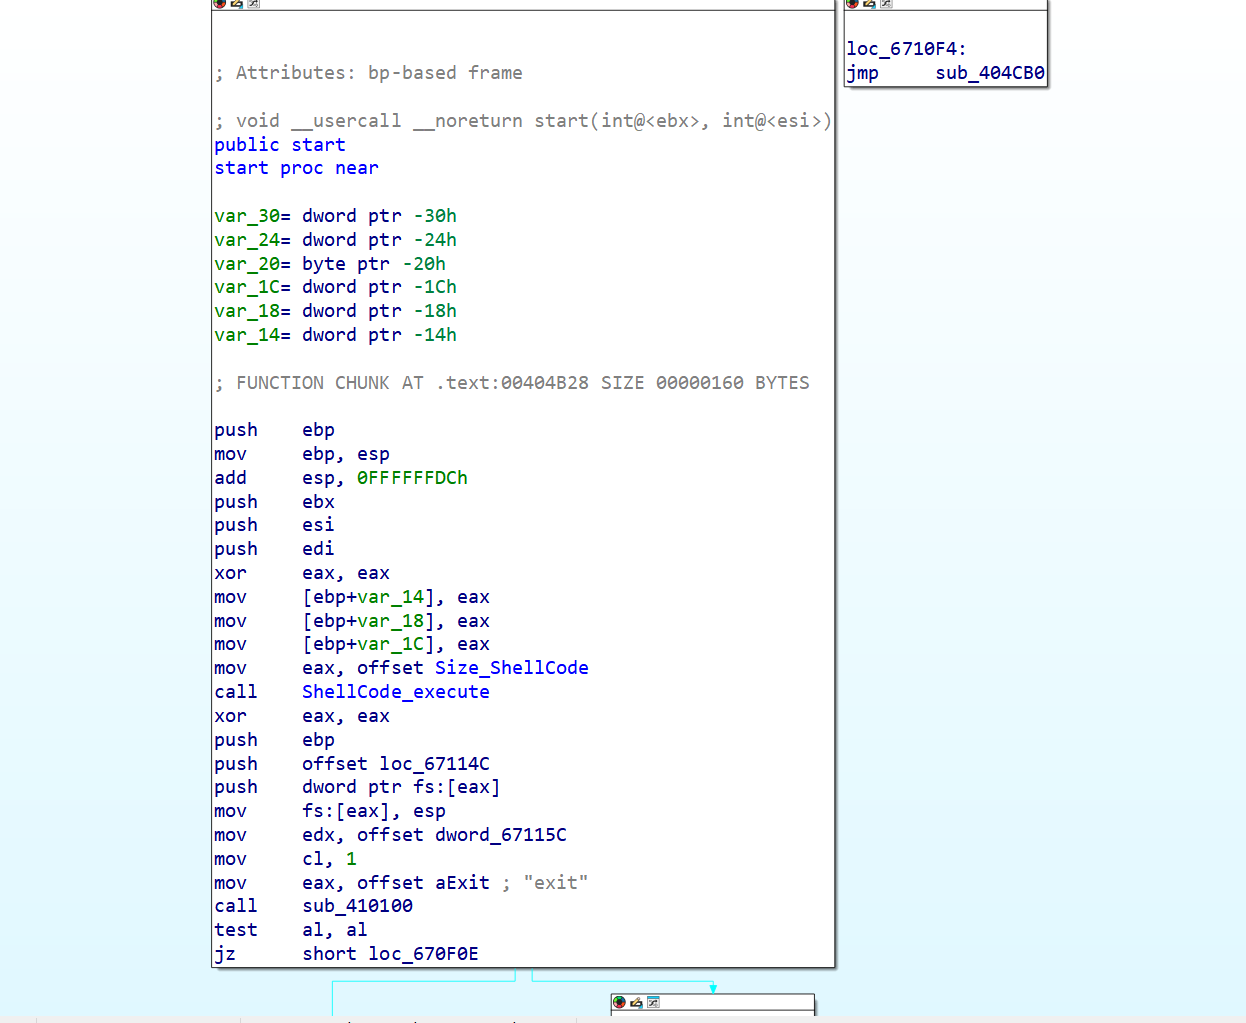 ; Attributes: bp-based frame
; void __usercall __noreturn start(int@<ebx>, int@<esi>)
public start
start proc near
var_30= dword ptr -30h
var_24= dword ptr -24h
var_20= byte ptr -20h
var_1C= dword ptr -1Ch
var_18= dword ptr -18h
var_14= dword ptr -14h
; FUNCTION CHUNK AT .text:00404B28 SIZE 00000160 BYTES
push    ebp
mov     ebp, esp
add     esp, 0FFFFFFDCh
push    ebx
push    esi
push    edi
xor     eax, eax
mov     [ebp+var_14], eax
mov     [ebp+var_18], eax
mov     [ebp+var_1C], eax
mov     eax, offset Size_ShellCode
call    ShellCode_execute
xor     eax, eax
push    ebp
push    offset loc_67114C
push    dword ptr fs:[eax]
mov     fs:[eax], esp
mov     edx, offset dword_67115C
mov     cl, 1
mov     eax, offset aExit ; "exit"
call    sub_410100
test    al, al
jz      short loc_670F0E
loc_6710F4:
jmp     sub_404CB0